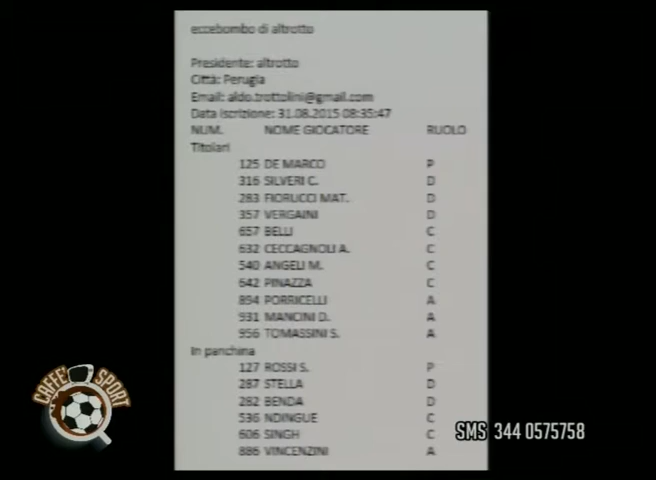 eccebombo di altrotto
Presidente: altrotto
Città: Perugia
Email: aldo.trottolini@gmail.com
Data iscrizione: 31.08.2015 08:35:47
NUM. NOME GIOCATORE RUOLO
Titolari
125 DE MARCO P
316 SILVERI C. D
283 FIORUCCI MAT. D
357 VERGAINI D
657 BELLI C
632 CECCAGNOLI A. C
540 ANGELI M. C
642 PINAZZA C
894 PORRICELLI A
931 MANCINI D. A
956 TOMASSINI S. A
In panchina
127 ROSSI S. P
287 STELLA D
282 BENDA D
536 NDINGUE C
606 SINGH C
886 VINCENZINI A
CAFFE' SPORT
SMS 344 0575758